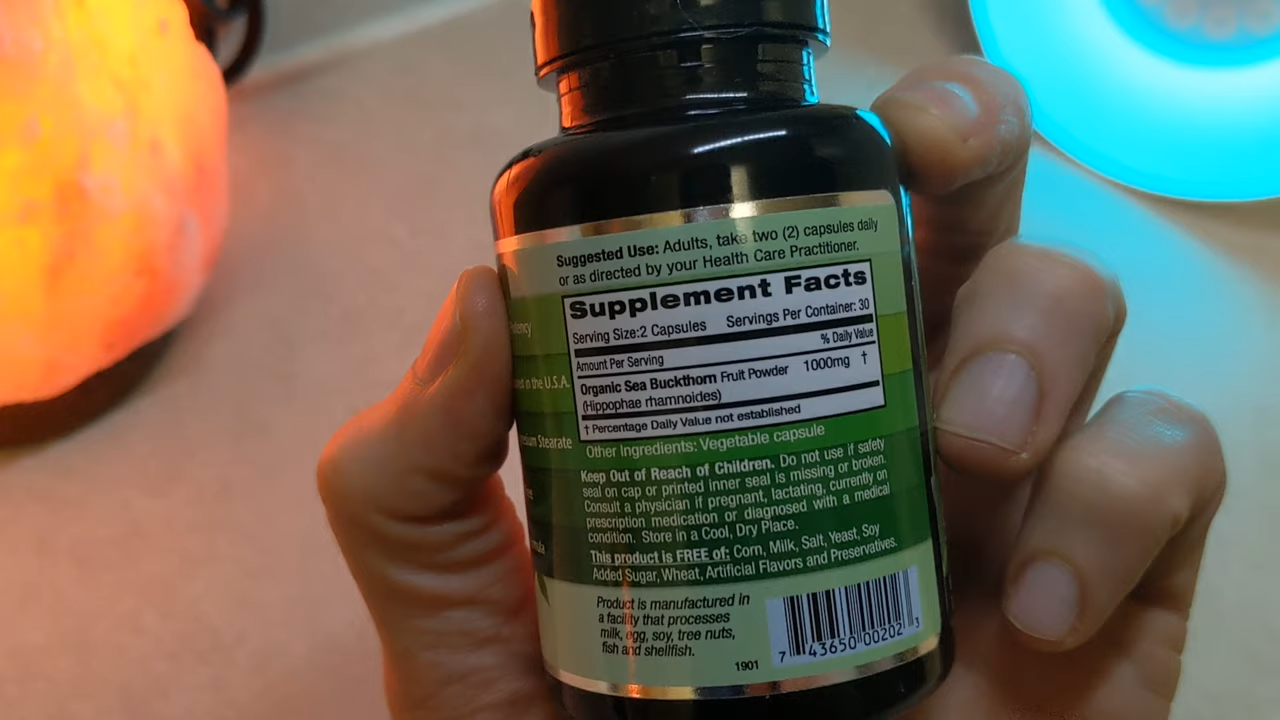 Suggested Use: Adults, take two (2) capsules daily
or as directed by your Health Care Practitioner.
Supplement Facts
Serving Size:2 Capsules Servings Per Container: 30
Amount Per Serving % Daily Value
Organic Sea Buckthorn Fruit Powder 1000mg †
(Hippophae rhamnoides)
† Percentage Daily Value not established
Other Ingredients: Vegetable capsule
Keep Out of Reach of Children. Do not use if safety
seal on cap or printed inner seal is missing or broken.
Consult a physician if pregnant, lactating, currently on
prescription medication or diagnosed with a medical
condition. Store in a Cool, Dry Place.
This product is FREE of: Corn, Milk, Salt, Yeast, Soy
Added Sugar, Wheat, Artificial Flavors and Preservatives.
Product is manufactured in
a facility that processes
milk, egg, soy, tree nuts,
fish and shellfish.
1901
7 43650 00202 3
in the U.S.A.
Stearate